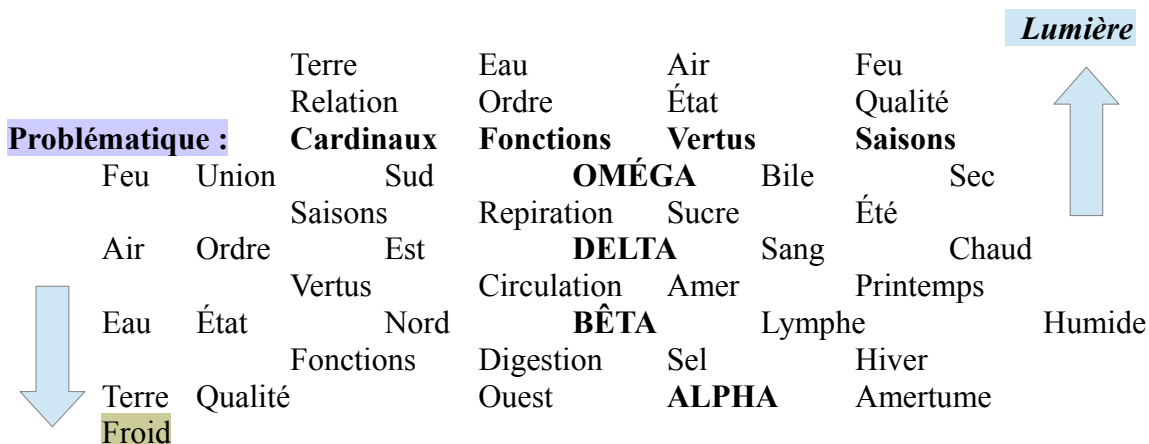 Lumière
Terre Eau Air Feu
Relation Ordre État Qualité
Problématique : Cardinaux Fonctions Vertus Saisons
Feu Union Sud OMÉGA Bile Sec
Saisons Repiration Sucre Été
Air Ordre Est DELTA Sang Chaud
Vertus Circulation Amer Printemps
Eau État Nord BÊTA Lymphe Humide
Fonctions Digestion Sel Hiver
Terre Qualité Ouest ALPHA Amertume
Froid